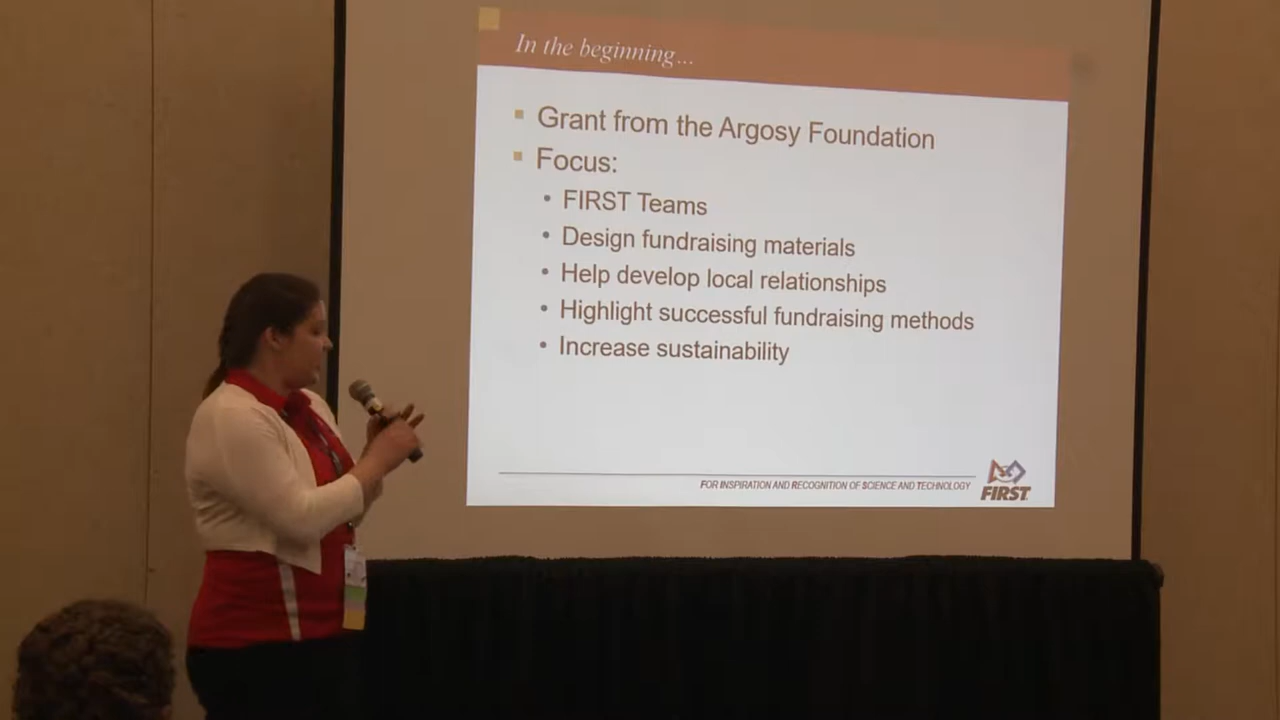 In the beginning...
Grant from the Argosy Foundation
Focus:
FIRST Teams
Design fundraising materials
Help develop local relationships
Highlight successful fundraising methods
Increase sustainability
FOR INSPIRATION AND RECOGNITION OF SCIENCE AND TECHNOLOGY
FIRST